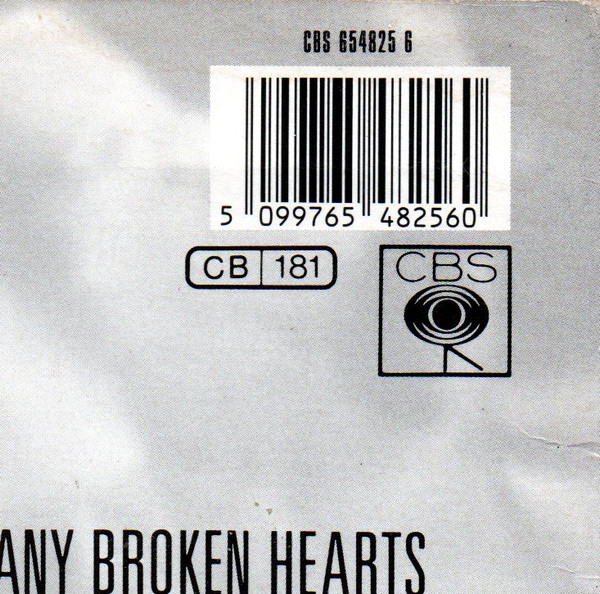 CBS 654825 6
5 099765 482560
CB 181
CBS
ANY BROKEN HEARTS